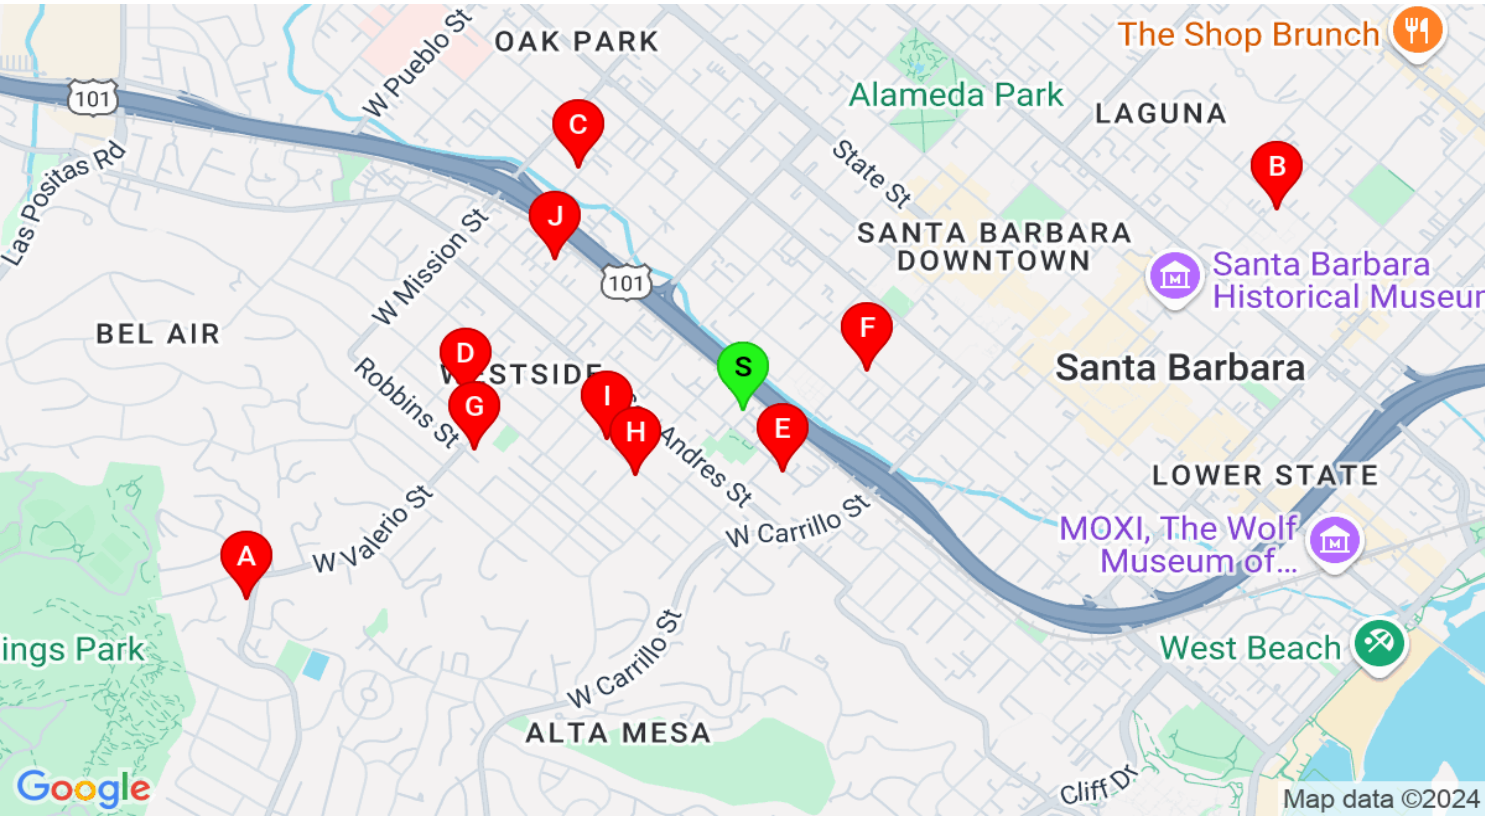 The Shop Brunch
OAK PARK
W Pueblo St
Alameda Park
LAGUNA
101
C
State St
B
Las Positas Rd
J
W Mission St
SANTA BARBARA
DOWNTOWN
Santa Barbara
Historical Museum
101
BEL AIR
F
D
WESTSIDE
S
Santa Barbara
Robbins St
I
G
H
E
Andres St
LOWER STATE
W Valerio St
W Carrillo St
MOXI, The Wolf
Museum of...
A
ings Park
W Carrillo St
West Beach
ALTA MESA
Cliff Dr
Google
Map data ©2024